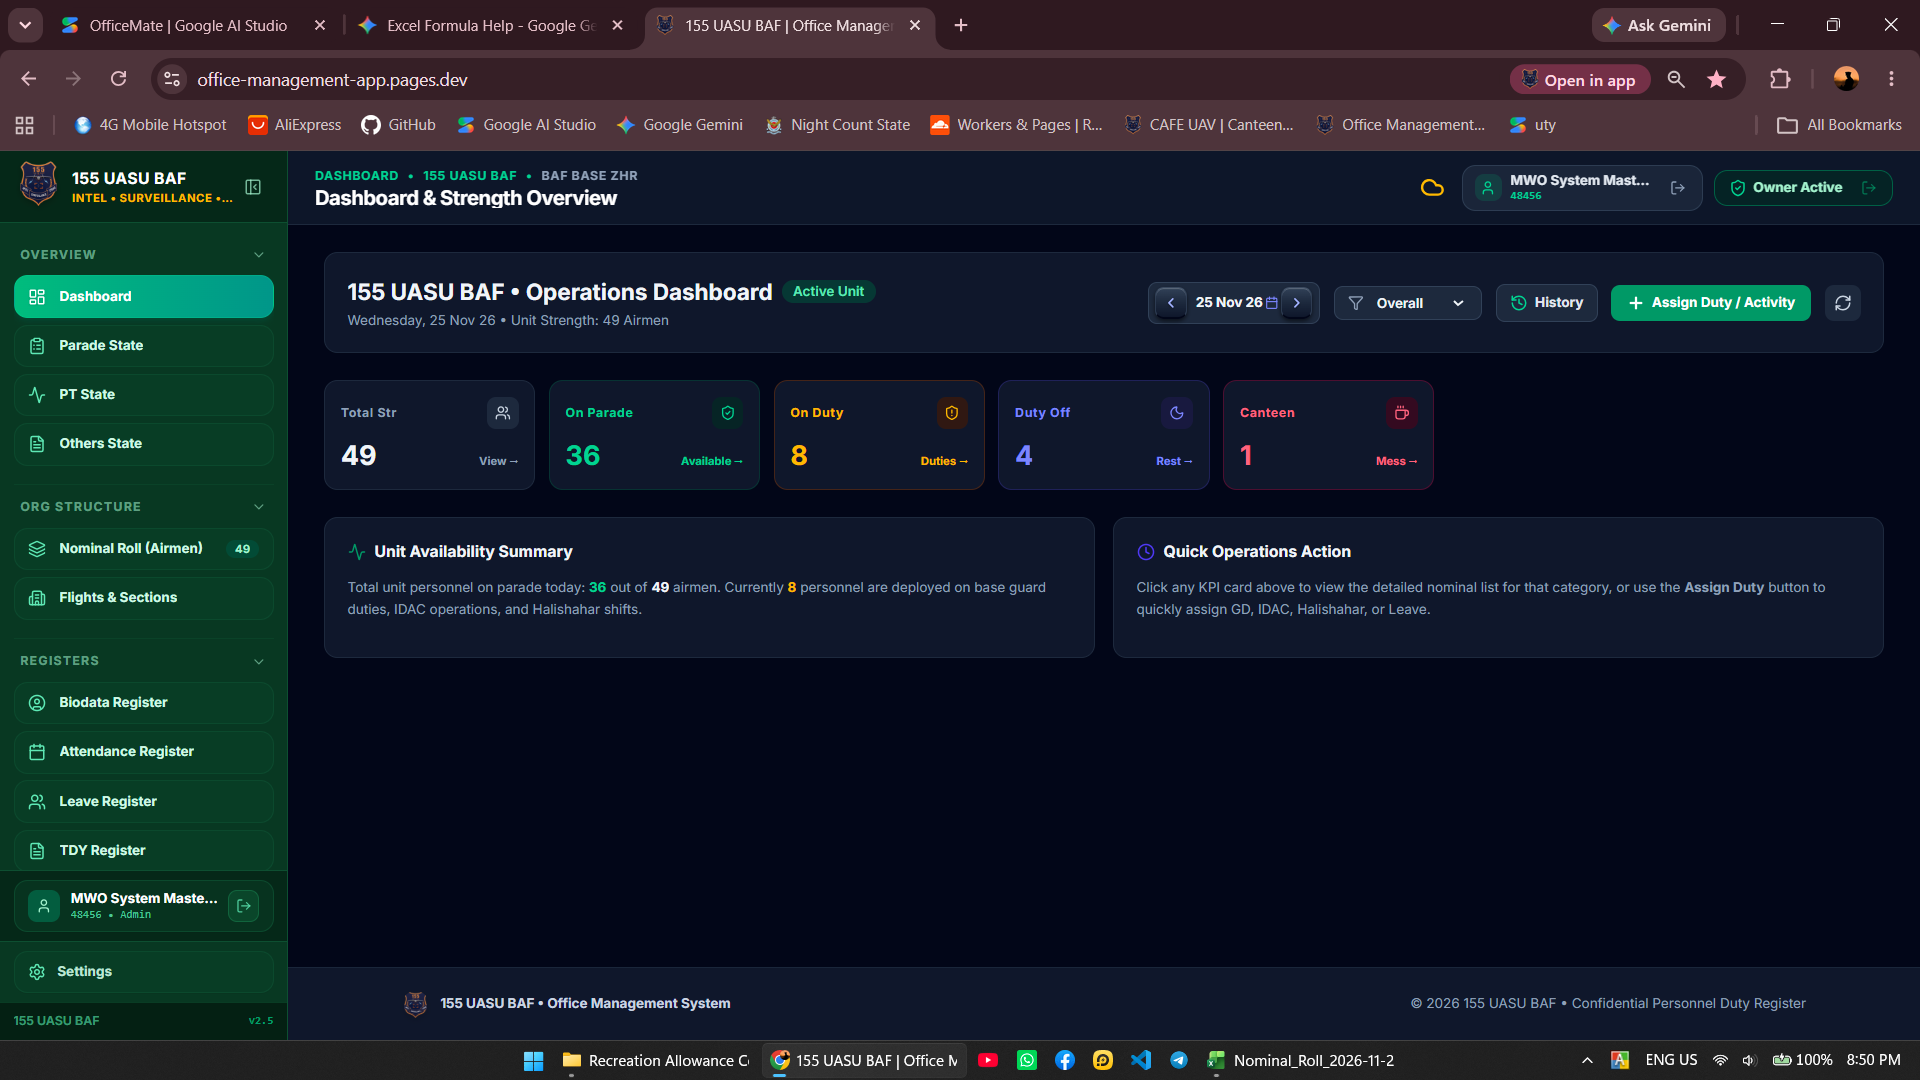 OfficeMate | Google AI Studio
Excel Formula Help - Google Ge
155 UASU BAF | Office Manage
Ask Gemini
office-management-app.pages.dev
Open in app
4G Mobile Hotspot
AliExpress
GitHub
Google AI Studio
Google Gemini
Night Count State
Workers & Pages | R...
CAFE UAV | Canteen...
Office Management...
uty
All Bookmarks
155 UASU BAF
INTEL • SURVEILLANCE •...
OVERVIEW
Dashboard
Parade State
PT State
Others State
ORG STRUCTURE
Nominal Roll (Airmen) 49
Flights & Sections
REGISTERS
Biodata Register
Attendance Register
Leave Register
TDY Register
MWO System Maste...
48456 • Admin
Settings
155 UASU BAF v2.5
DASHBOARD • 155 UASU BAF • BAF BASE ZHR
Dashboard & Strength Overview
MWO System Mast...
48456
Owner Active
155 UASU BAF • Operations Dashboard Active Unit
Wednesday, 25 Nov 26 • Unit Strength: 49 Airmen
25 Nov 26
Overall
History
+ Assign Duty / Activity
Total Str
49 View →
On Parade
36 Available →
On Duty
8 Duties →
Duty Off
4 Rest →
Canteen
1 Mess →
Unit Availability Summary
Total unit personnel on parade today: 36 out of 49 airmen. Currently 8 personnel are deployed on base guard
duties, IDAC operations, and Halishahar shifts.
Quick Operations Action
Click any KPI card above to view the detailed nominal list for that category, or use the Assign Duty button to
quickly assign GD, IDAC, Halishahar, or Leave.
155 UASU BAF • Office Management System
© 2026 155 UASU BAF • Confidential Personnel Duty Register
Recreation Allowance C
155 UASU BAF | Office M
Nominal_Roll_2026-11-2
ENG US
100%
8:50 PM